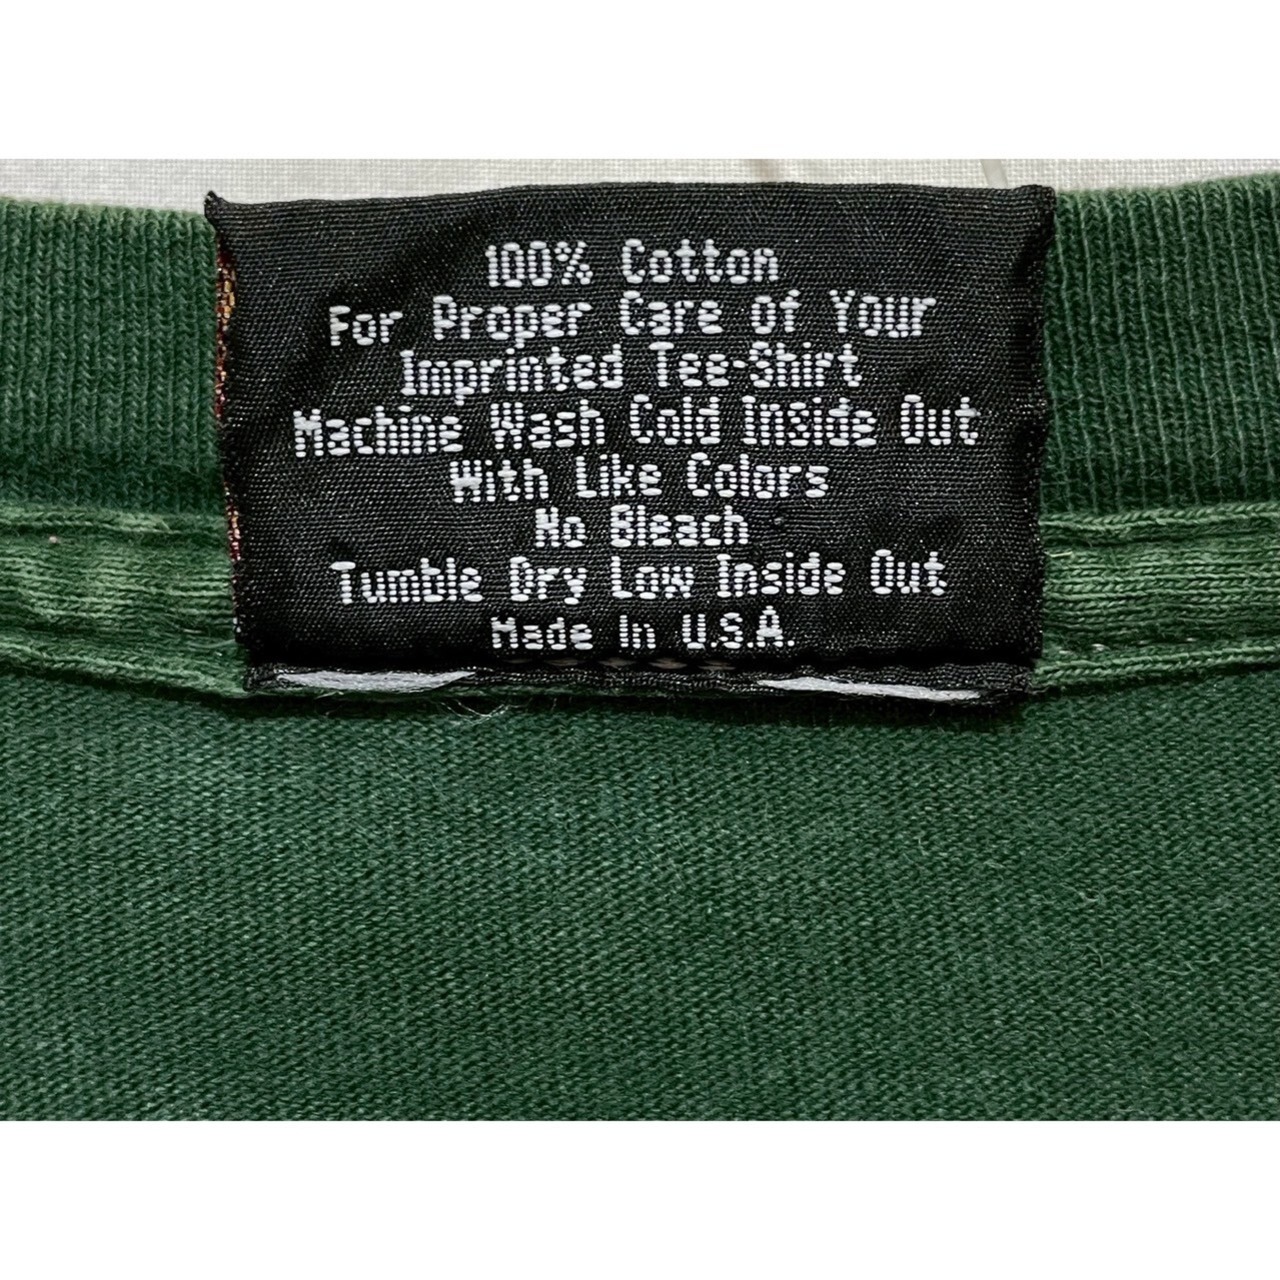 100% Cotton
For Proper Care of Your
Imprinted Tee-Shirt
Machine Wash Cold Inside Out
With Like Colors
No Bleach
Tumble Dry Low Inside Out
Made In U.S.A.